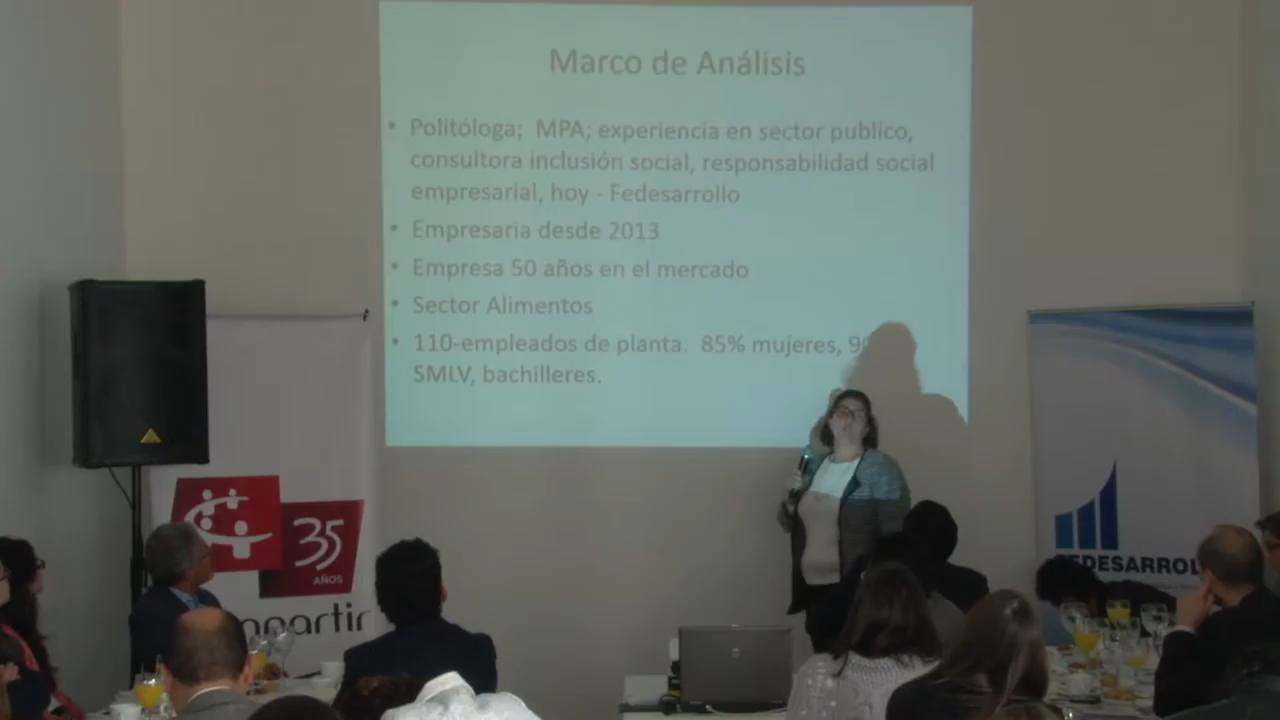 Marco de Análisis
• Politóloga; MPA; experiencia en sector publico,
consultora inclusión social, responsabilidad social
empresarial, hoy - Fedesarrollo
• Empresaria desde 2013
• Empresa 50 años en el mercado
• Sector Alimentos
• 110-empleados de planta. 85% mujeres,
SMLV, bachilleres.
35
AÑOS